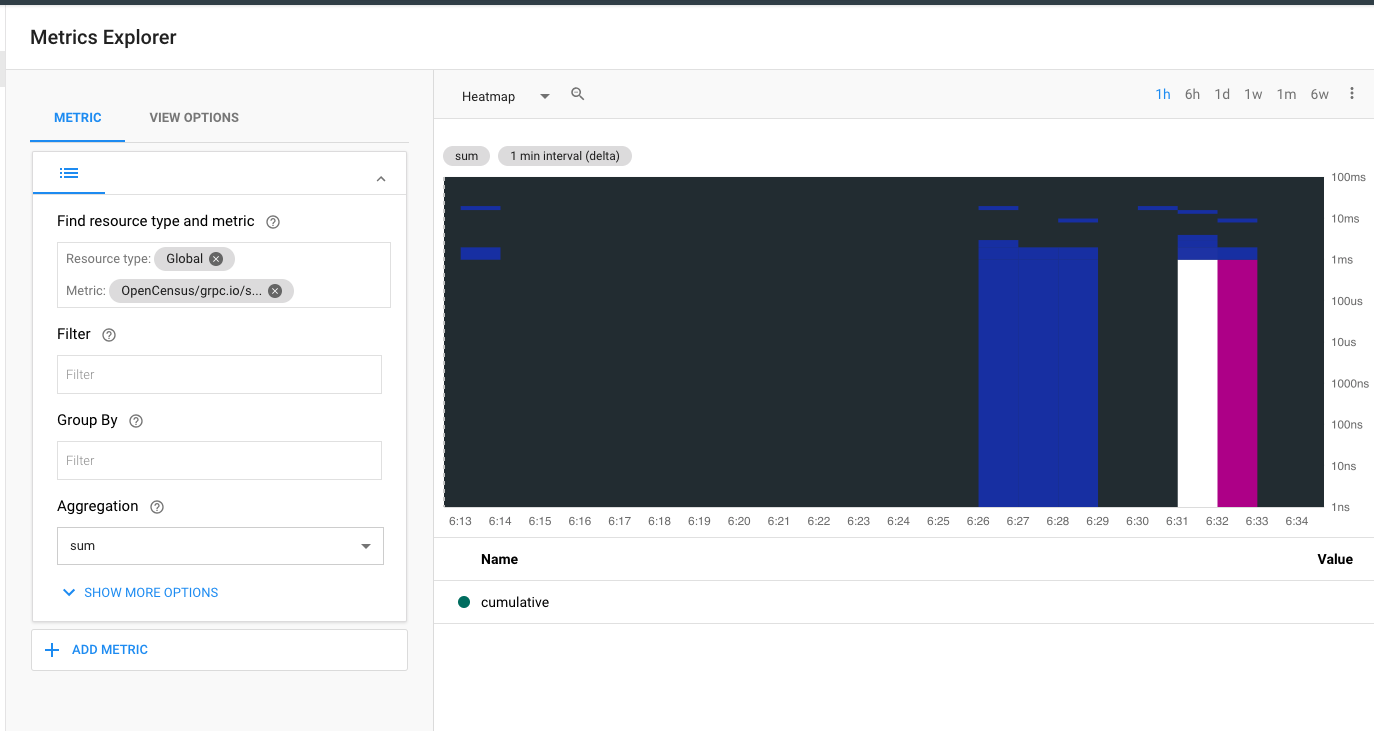 Metrics Explorer
METRIC VIEW OPTIONS
Find resource type and metric
Resource type: Global
Metric: OpenCensus/grpc.io/s...
Filter
Filter
Group By
Filter
Aggregation
sum
SHOW MORE OPTIONS
ADD METRIC
Heatmap 1h 6h 1d 1w 1m 6w
sum 1 min interval (delta)
100ms
10ms
1ms
100us
10us
1000ns
100ns
10ns
1ns
6:13 6:14 6:15 6:16 6:17 6:18 6:19 6:20 6:21 6:22 6:23 6:24 6:25 6:26 6:27 6:28 6:29 6:30 6:31 6:32 6:33 6:34
Name Value
cumulative